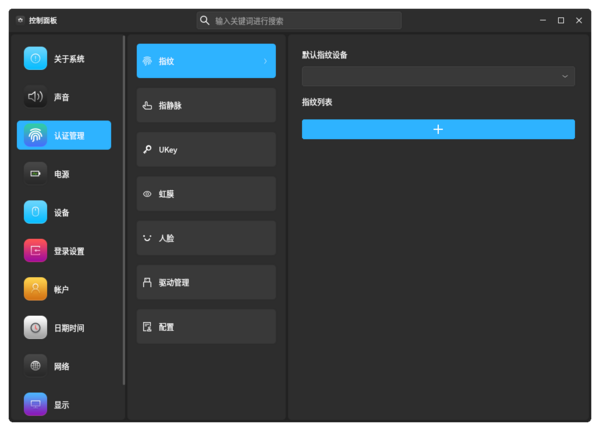 控制面板
输入关键词进行搜索
关于系统
声音
认证管理
电源
设备
登录设置
帐户
日期时间
网络
显示
指纹
指静脉
UKey
虹膜
人脸
驱动管理
配置
默认指纹设备
指纹列表